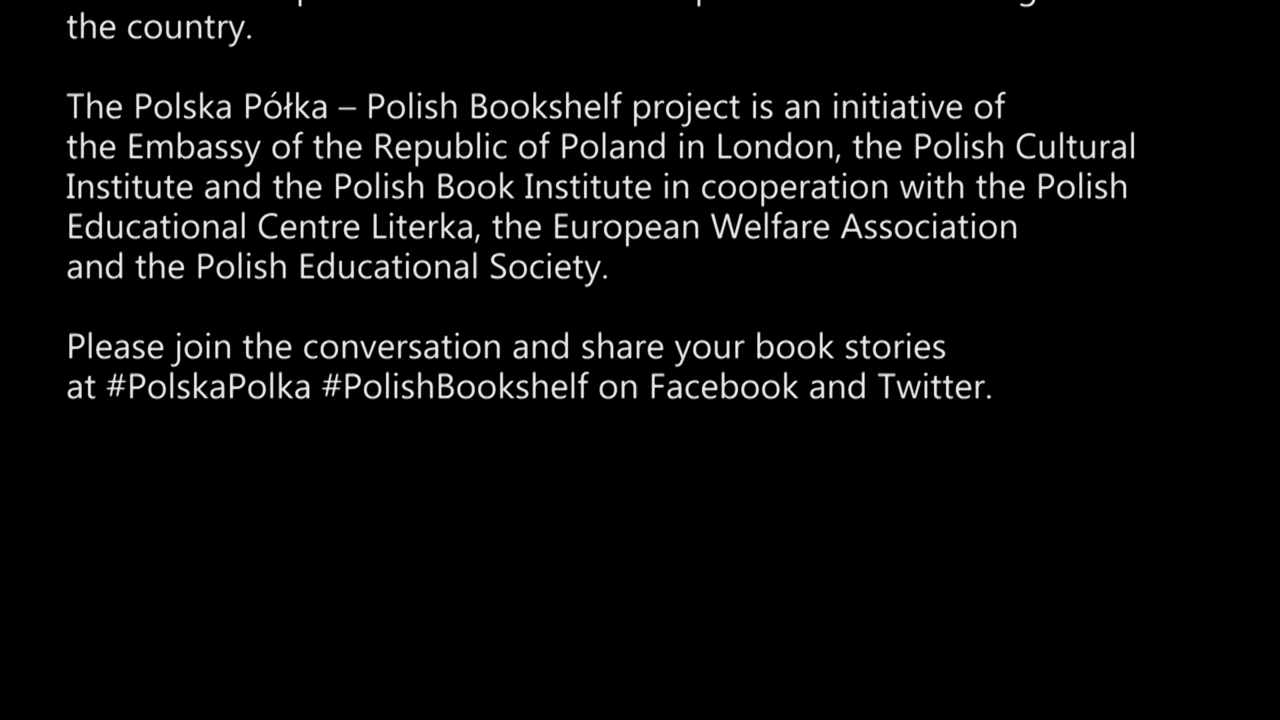 the country.
The Polska Półka – Polish Bookshelf project is an initiative of
the Embassy of the Republic of Poland in London, the Polish Cultural
Institute and the Polish Book Institute in cooperation with the Polish
Educational Centre Literka, the European Welfare Association
and the Polish Educational Society.
Please join the conversation and share your book stories
at #PolskaPolka #PolishBookshelf on Facebook and Twitter.